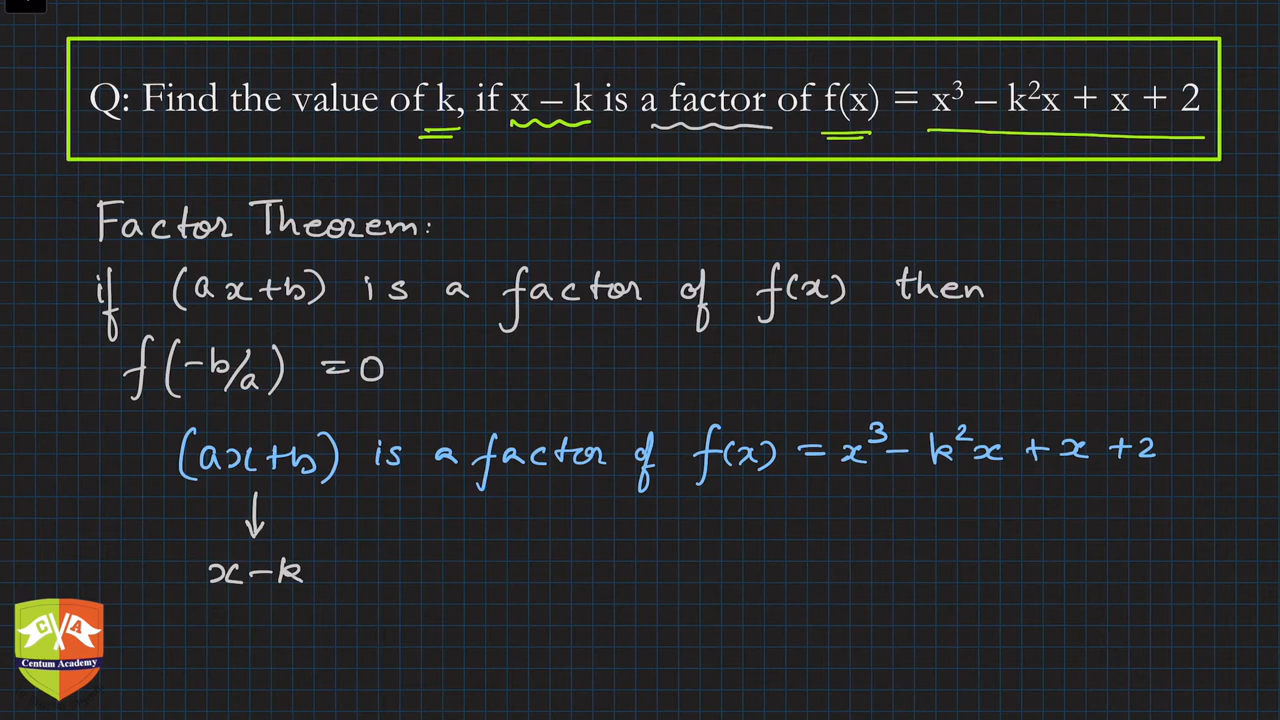 Q: Find the value of k, if x – k is a factor of f(x) = x³ – k²x + x + 2
Factor Theorem:
if (ax+b) is a factor of f(x) then
f(-b/a) = 0
(ax+b) is a factor of f(x) = x³ - k²x + x + 2
↓
x - k
C A
Centum Academy